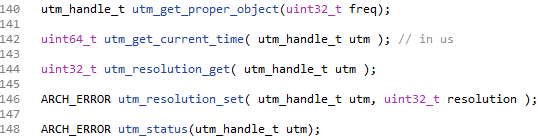 140 utm_handle_t utm_get_proper_object(uint32_t freq);
141
142 uint64_t utm_get_current_time( utm_handle_t utm ); // in us
143
144 uint32_t utm_resolution_get( utm_handle_t utm );
145
146 ARCH_ERROR utm_resolution_set( utm_handle_t utm, uint32_t resolution );
147
148 ARCH_ERROR utm_status(utm_handle_t utm);